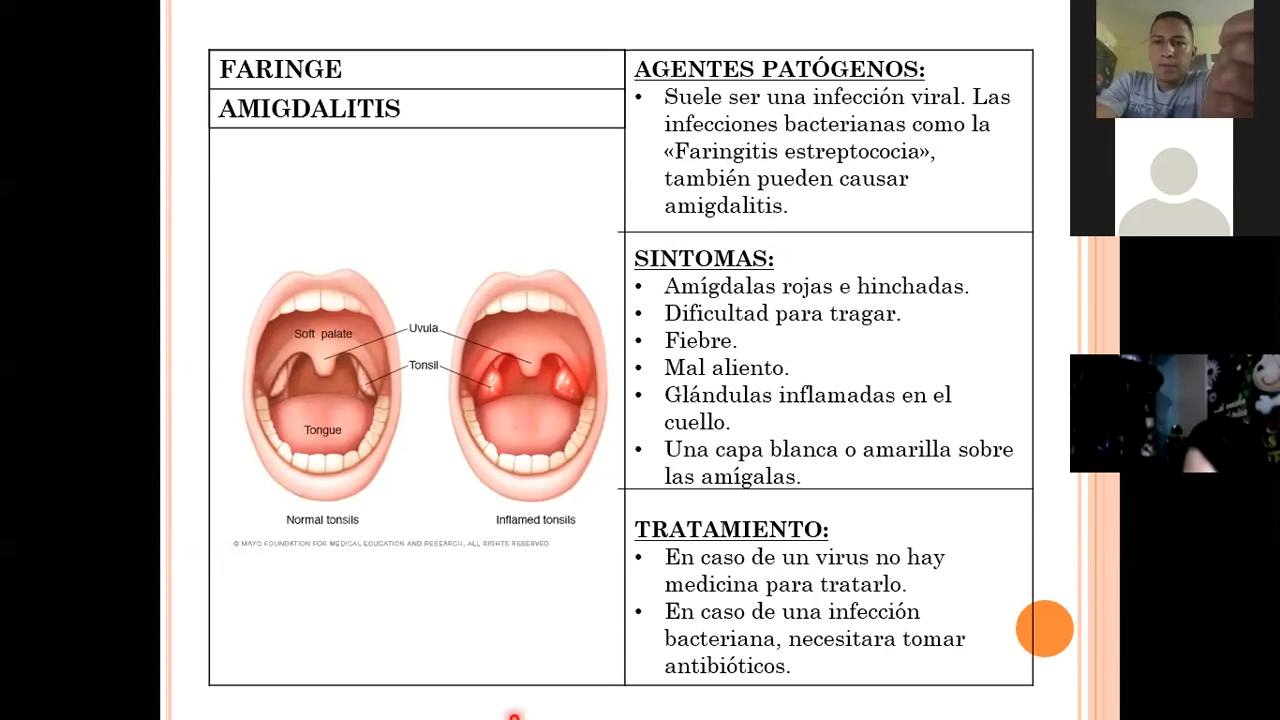 FARINGE
AMIGDALITIS
Soft palate
Uvula
Tonsil
Tongue
Normal tonsils
Inflamed tonsils
© MAYO FOUNDATION FOR MEDICAL EDUCATION AND RESEARCH, ALL RIGHTS RESERVED
AGENTES PATÓGENOS:
• Suele ser una infección viral. Las
infecciones bacterianas como la
«Faringitis estreptococia»,
también pueden causar
amigdalitis.
SINTOMAS:
• Amígdalas rojas e hinchadas.
• Dificultad para tragar.
• Fiebre.
• Mal aliento.
• Glándulas inflamadas en el
cuello.
• Una capa blanca o amarilla sobre
las amígalas.
TRATAMIENTO:
• En caso de un virus no hay
medicina para tratarlo.
• En caso de una infección
bacteriana, necesitara tomar
antibióticos.